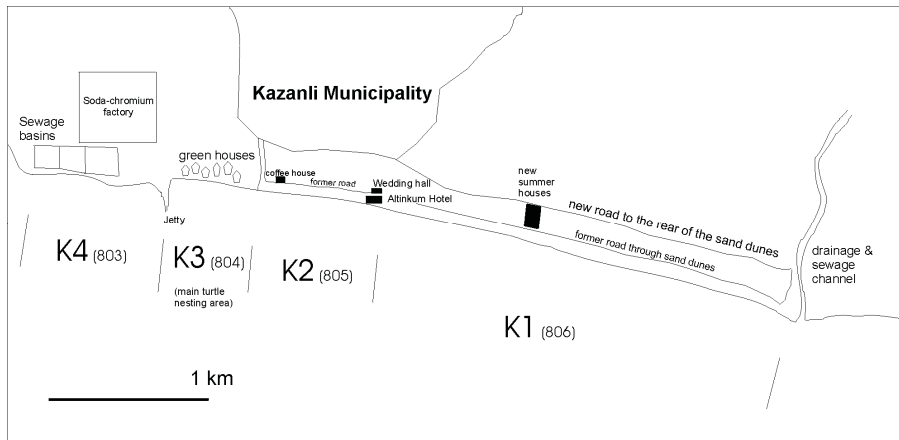 Kazanli Municipality
Soda-chromium
factory
Sewage
basins
green houses
coffee house
former road
Wedding hall
Altinkum Hotel
new
summer
houses
new road to the rear of the sand dunes
former road through sand dunes
drainage &
sewage
channel
Jetty
K4 (803)
K3 (804)
(main turtle
nesting area)
K2 (805)
K1 (806)
1 km